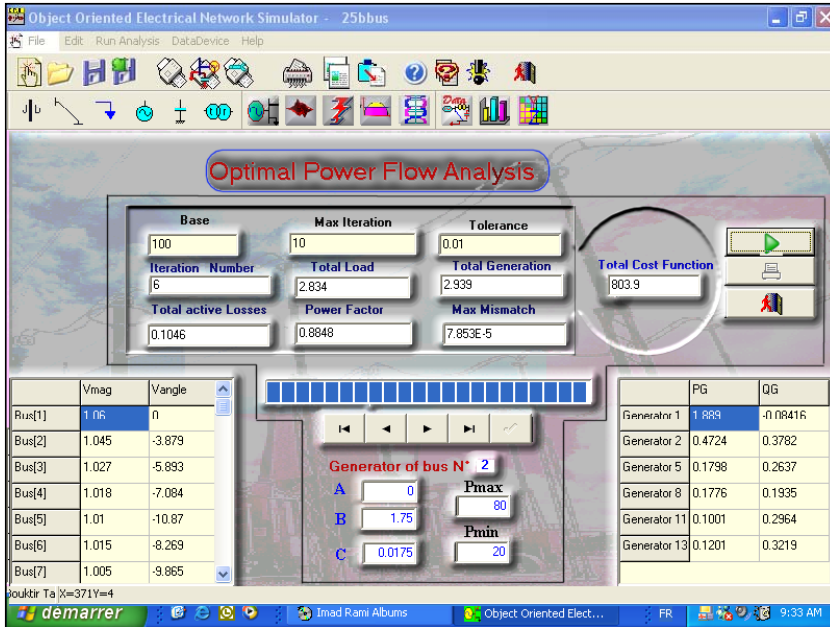 Object Oriented Electrical Network Simulator - 25bbus
File Edit Run Analysis DataDevice Help
Data
Optimal Power Flow Analysis
Base Max Iteration Tolerance
100 10 0.01
Iteration Number Total Load Total Generation Total Cost Function
6 2.834 2.939 803.9
Total active Losses Power Factor Max Mismatch
0.1046 0.8848 7.853E-5
Vmag Vangle
Bus[1] 1.06 0
Bus[2] 1.045 -3.879
Bus[3] 1.027 -5.893
Bus[4] 1.018 -7.084
Bus[5] 1.01 -10.87
Bus[6] 1.015 -8.269
Bus[7] 1.005 -9.865
Generator of bus N° 2
A 0 Pmax
80
B 1.75
Pmin
C 0.0175 20
PG QG
Generator 1 1.889 -0.08416
Generator 2 0.4724 0.3782
Generator 5 0.1798 0.2637
Generator 8 0.1776 0.1935
Generator 11 0.1001 0.2964
Generator 13 0.1201 0.3219
Bouktir Ta X=371Y=4
démarrer Imad Rami Albums Object Oriented Elect... FR 9:33 AM